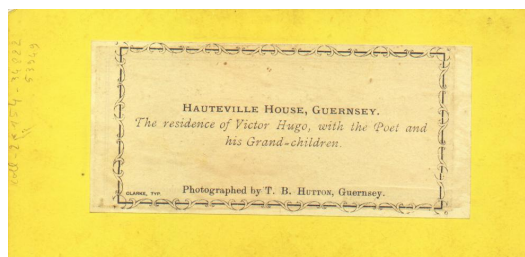 HAUTEVILLE HOUSE, GUERNSEY.
The residence of Victor Hugo, with the Poet and
his Grand-children.
CLARKE, TYP.
Photographed by T. B. HUTTON, Guernsey.